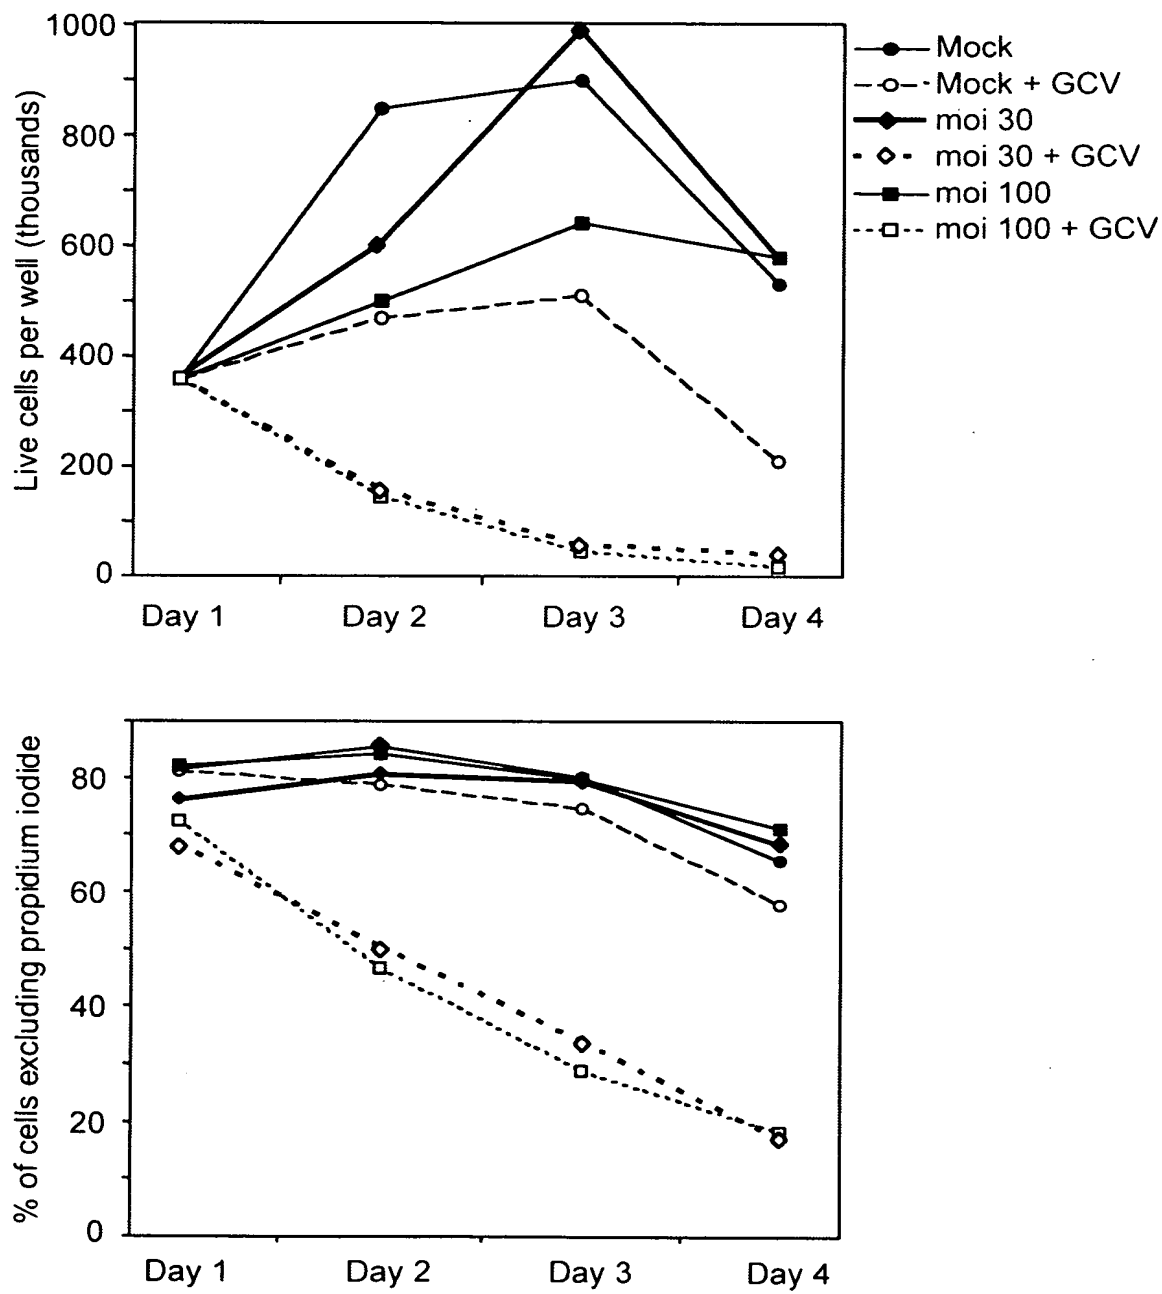 Live cells per well (thousands)
1000
800
600
400
200
0
Day 1 Day 2 Day 3 Day 4
Mock
Mock + GCV
moi 30
moi 30 + GCV
moi 100
moi 100 + GCV
% of cells excluding propidium iodide
80
60
40
20
0
Day 1 Day 2 Day 3 Day 4